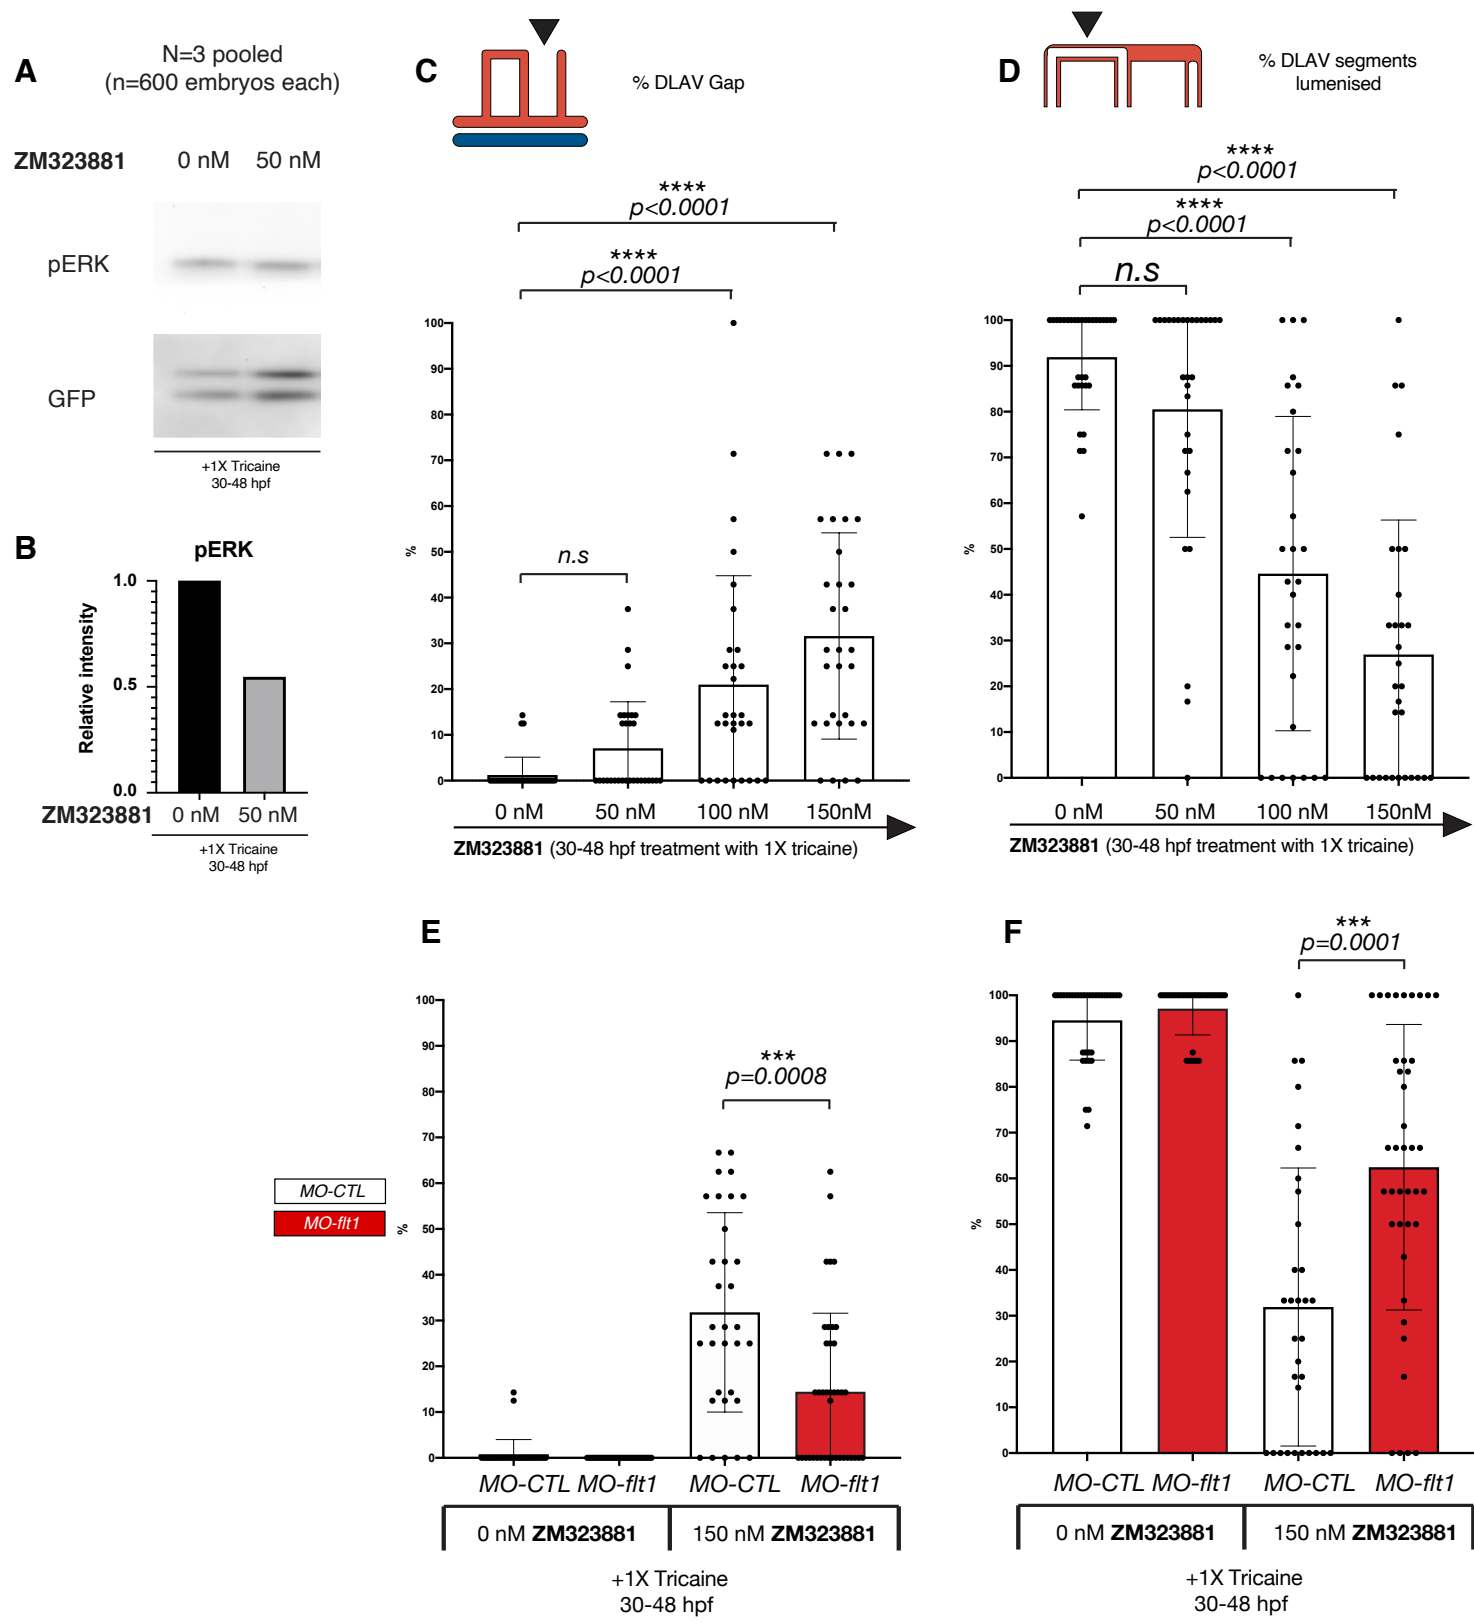 A
N=3 pooled
(n=600 embryos each)
ZM323881 0 nM 50 nM
pERK
GFP
+1X Tricaine
30-48 hpf
B
pERK
Relative intensity
1.0
0.5
0.0
ZM323881 0 nM 50 nM
+1X Tricaine
30-48 hpf
C
% DLAV Gap
****
p<0.0001
****
p<0.0001
n.s
%
100
90
80
70
60
50
40
30
20
10
0
0 nM 50 nM 100 nM 150nM
ZM323881 (30-48 hpf treatment with 1X tricaine)
D
% DLAV segments
lumenised
****
p<0.0001
****
p<0.0001
n.s
%
100
90
80
70
60
50
40
30
20
10
0
0 nM 50 nM 100 nM 150nM
ZM323881 (30-48 hpf treatment with 1X tricaine)
MO-CTL
MO-flt1
E
***
p=0.0008
%
100
90
80
70
60
50
40
30
20
10
0
MO-CTL MO-flt1 MO-CTL MO-flt1
0 nM ZM323881 150 nM ZM323881
+1X Tricaine
30-48 hpf
F
***
p=0.0001
%
100
90
80
70
60
50
40
30
20
10
0
MO-CTL MO-flt1 MO-CTL MO-flt1
0 nM ZM323881 150 nM ZM323881
+1X Tricaine
30-48 hpf